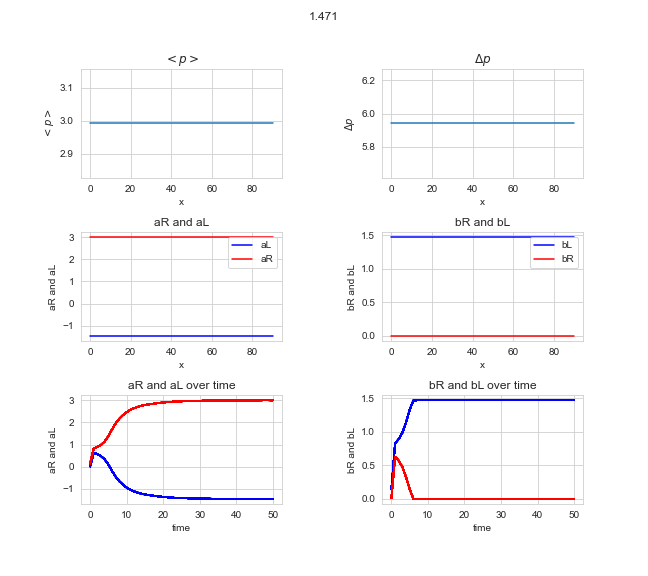 1.471
< p >
3.1
3.0
2.9
< p >
0 20 40 60 80
x
Δp
6.2
6.0
5.8
Δp
0 20 40 60 80
x
aR and aL
3
2
1
0
−1
aR and aL
aL
aR
0 20 40 60 80
x
bR and bL
1.5
1.0
0.5
0.0
bR and bL
bL
bR
0 20 40 60 80
x
aR and aL over time
3
2
1
0
−1
aR and aL
0 10 20 30 40 50
time
bR and bL over time
1.5
1.0
0.5
0.0
bR and bL
0 10 20 30 40 50
time